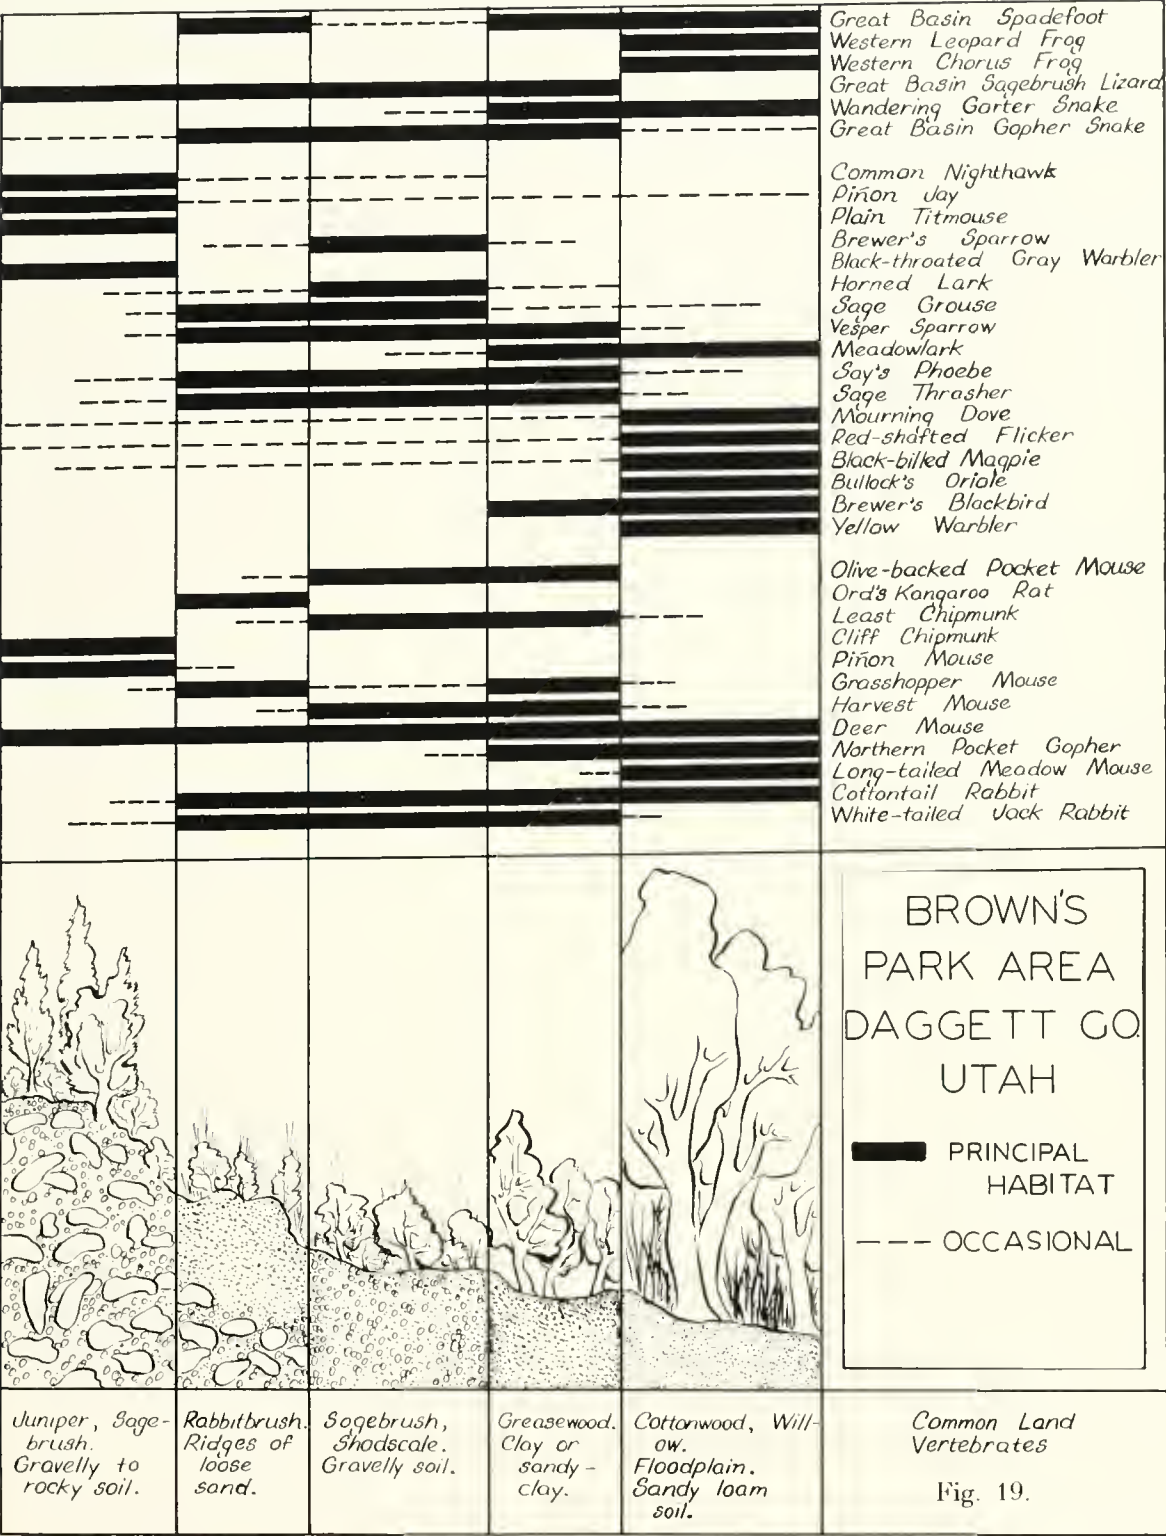 Great Basin Spadefoot
Western Leopard Frog
Western Chorus Frog
Great Basin Sagebrush Lizard
Wandering Garter Snake
Great Basin Gopher Snake
Common Nighthawk
Piñon Jay
Plain Titmouse
Brewer's Sparrow
Black-throated Gray Warbler
Horned Lark
Sage Grouse
Vesper Sparrow
Meadowlark
Say's Phoebe
Sage Thrasher
Mourning Dove
Red-shafted Flicker
Black-billed Magpie
Bullock's Oriole
Brewer's Blackbird
Yellow Warbler
Olive-backed Pocket Mouse
Ord's Kangaroo Rat
Least Chipmunk
Cliff Chipmunk
Piñon Mouse
Grasshopper Mouse
Harvest Mouse
Deer Mouse
Northern Pocket Gopher
Long-tailed Meadow Mouse
Cottontail Rabbit
White-tailed Jack Rabbit
BROWN'S
PARK AREA
DAGGETT CO.
UTAH
PRINCIPAL
HABITAT
OCCASIONAL
Juniper, Sage-
brush.
Gravelly to
rocky soil.
Rabbitbrush.
Ridges of
loose
sand.
Sagebrush,
Shadscale.
Gravelly soil.
Greasewood.
Clay or
sandy-
clay.
Cottonwood, Will-
ow.
Floodplain.
Sandy loam
soil.
Common Land
Vertebrates
Fig. 19.